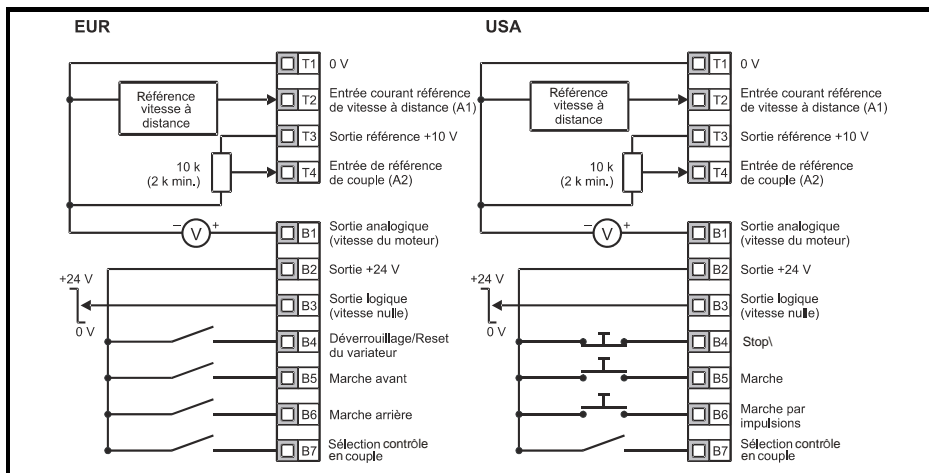 EUR
T1 0 V
Référence
vitesse à
distance
T2 Entrée courant référence
de vitesse à distance (A1)
T3 Sortie référence +10 V
10 k
(2 k min.)
T4 Entrée de référence
de couple (A2)
− V +
B1 Sortie analogique
(vitesse du moteur)
B2 Sortie +24 V
+24 V
0 V
B3 Sortie logique
(vitesse nulle)
B4 Déverrouillage/Reset
du variateur
B5 Marche avant
B6 Marche arrière
B7 Sélection contrôle
en couple
USA
T1 0 V
Référence
vitesse à
distance
T2 Entrée courant référence
de vitesse à distance (A1)
T3 Sortie référence +10 V
10 k
(2 k min.)
T4 Entrée de référence
de couple (A2)
− V +
B1 Sortie analogique
(vitesse du moteur)
B2 Sortie +24 V
+24 V
0 V
B3 Sortie logique
(vitesse nulle)
B4 Stop\
B5 Marche
B6 Marche par
impulsions
B7 Sélection contrôle
en couple